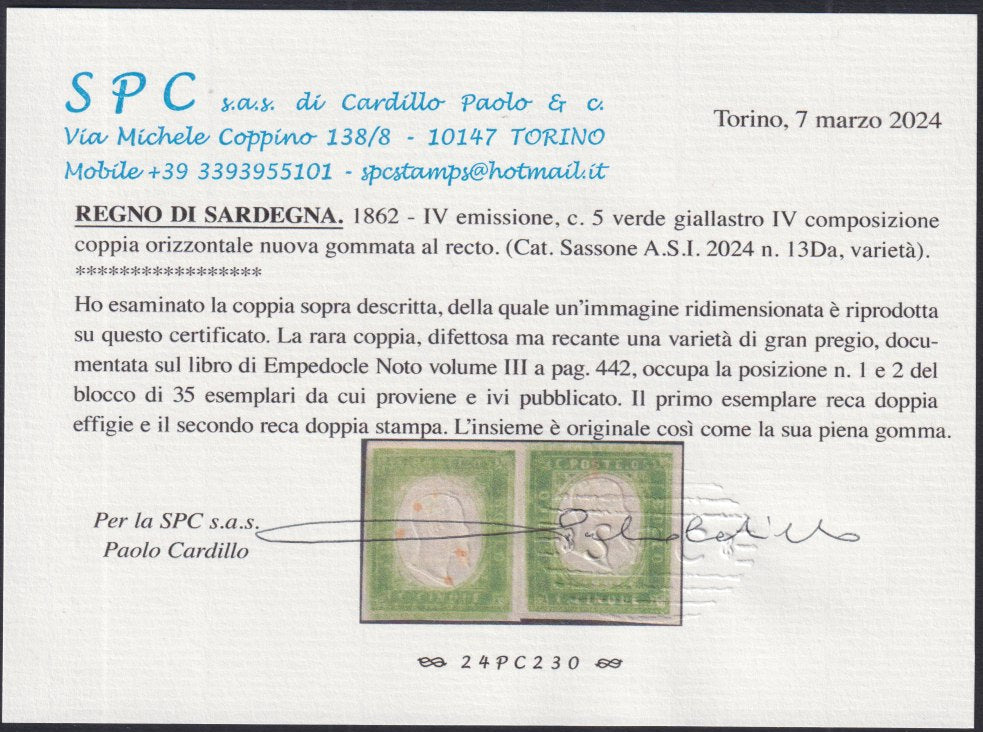 SPC s.a.s. di Cardillo Paolo & c.
Via Michele Coppino 138/8 - 10147 TORINO
Mobile +39 3393955101 - spcstamps@hotmail.it
Torino, 7 marzo 2024
REGNO DI SARDEGNA. 1862 - IV emissione, c. 5 verde giallastro IV composizione
coppia orizzontale nuova gommata al recto. (Cat. Sassone A.S.I. 2024 n. 13Da, varietà).
*****************
Ho esaminato la coppia sopra descritta, della quale un'immagine ridimensionata è riprodotta
su questo certificato. La rara coppia, difettosa ma recante una varietà di gran pregio, docu-
mentata sul libro di Empedocle Noto volume III a pag. 442, occupa la posizione n. 1 e 2 del
blocco di 35 esemplari da cui proviene e ivi pubblicato. Il primo esemplare reca doppia
effigie e il secondo reca doppia stampa. L'insieme è originale così come la sua piena gomma.
C. POSTE C.
Per la SPC s.a.s.
Paolo Cardillo
Paolo Cardillo
C. CINQUE
C. CINQUE
24PC230